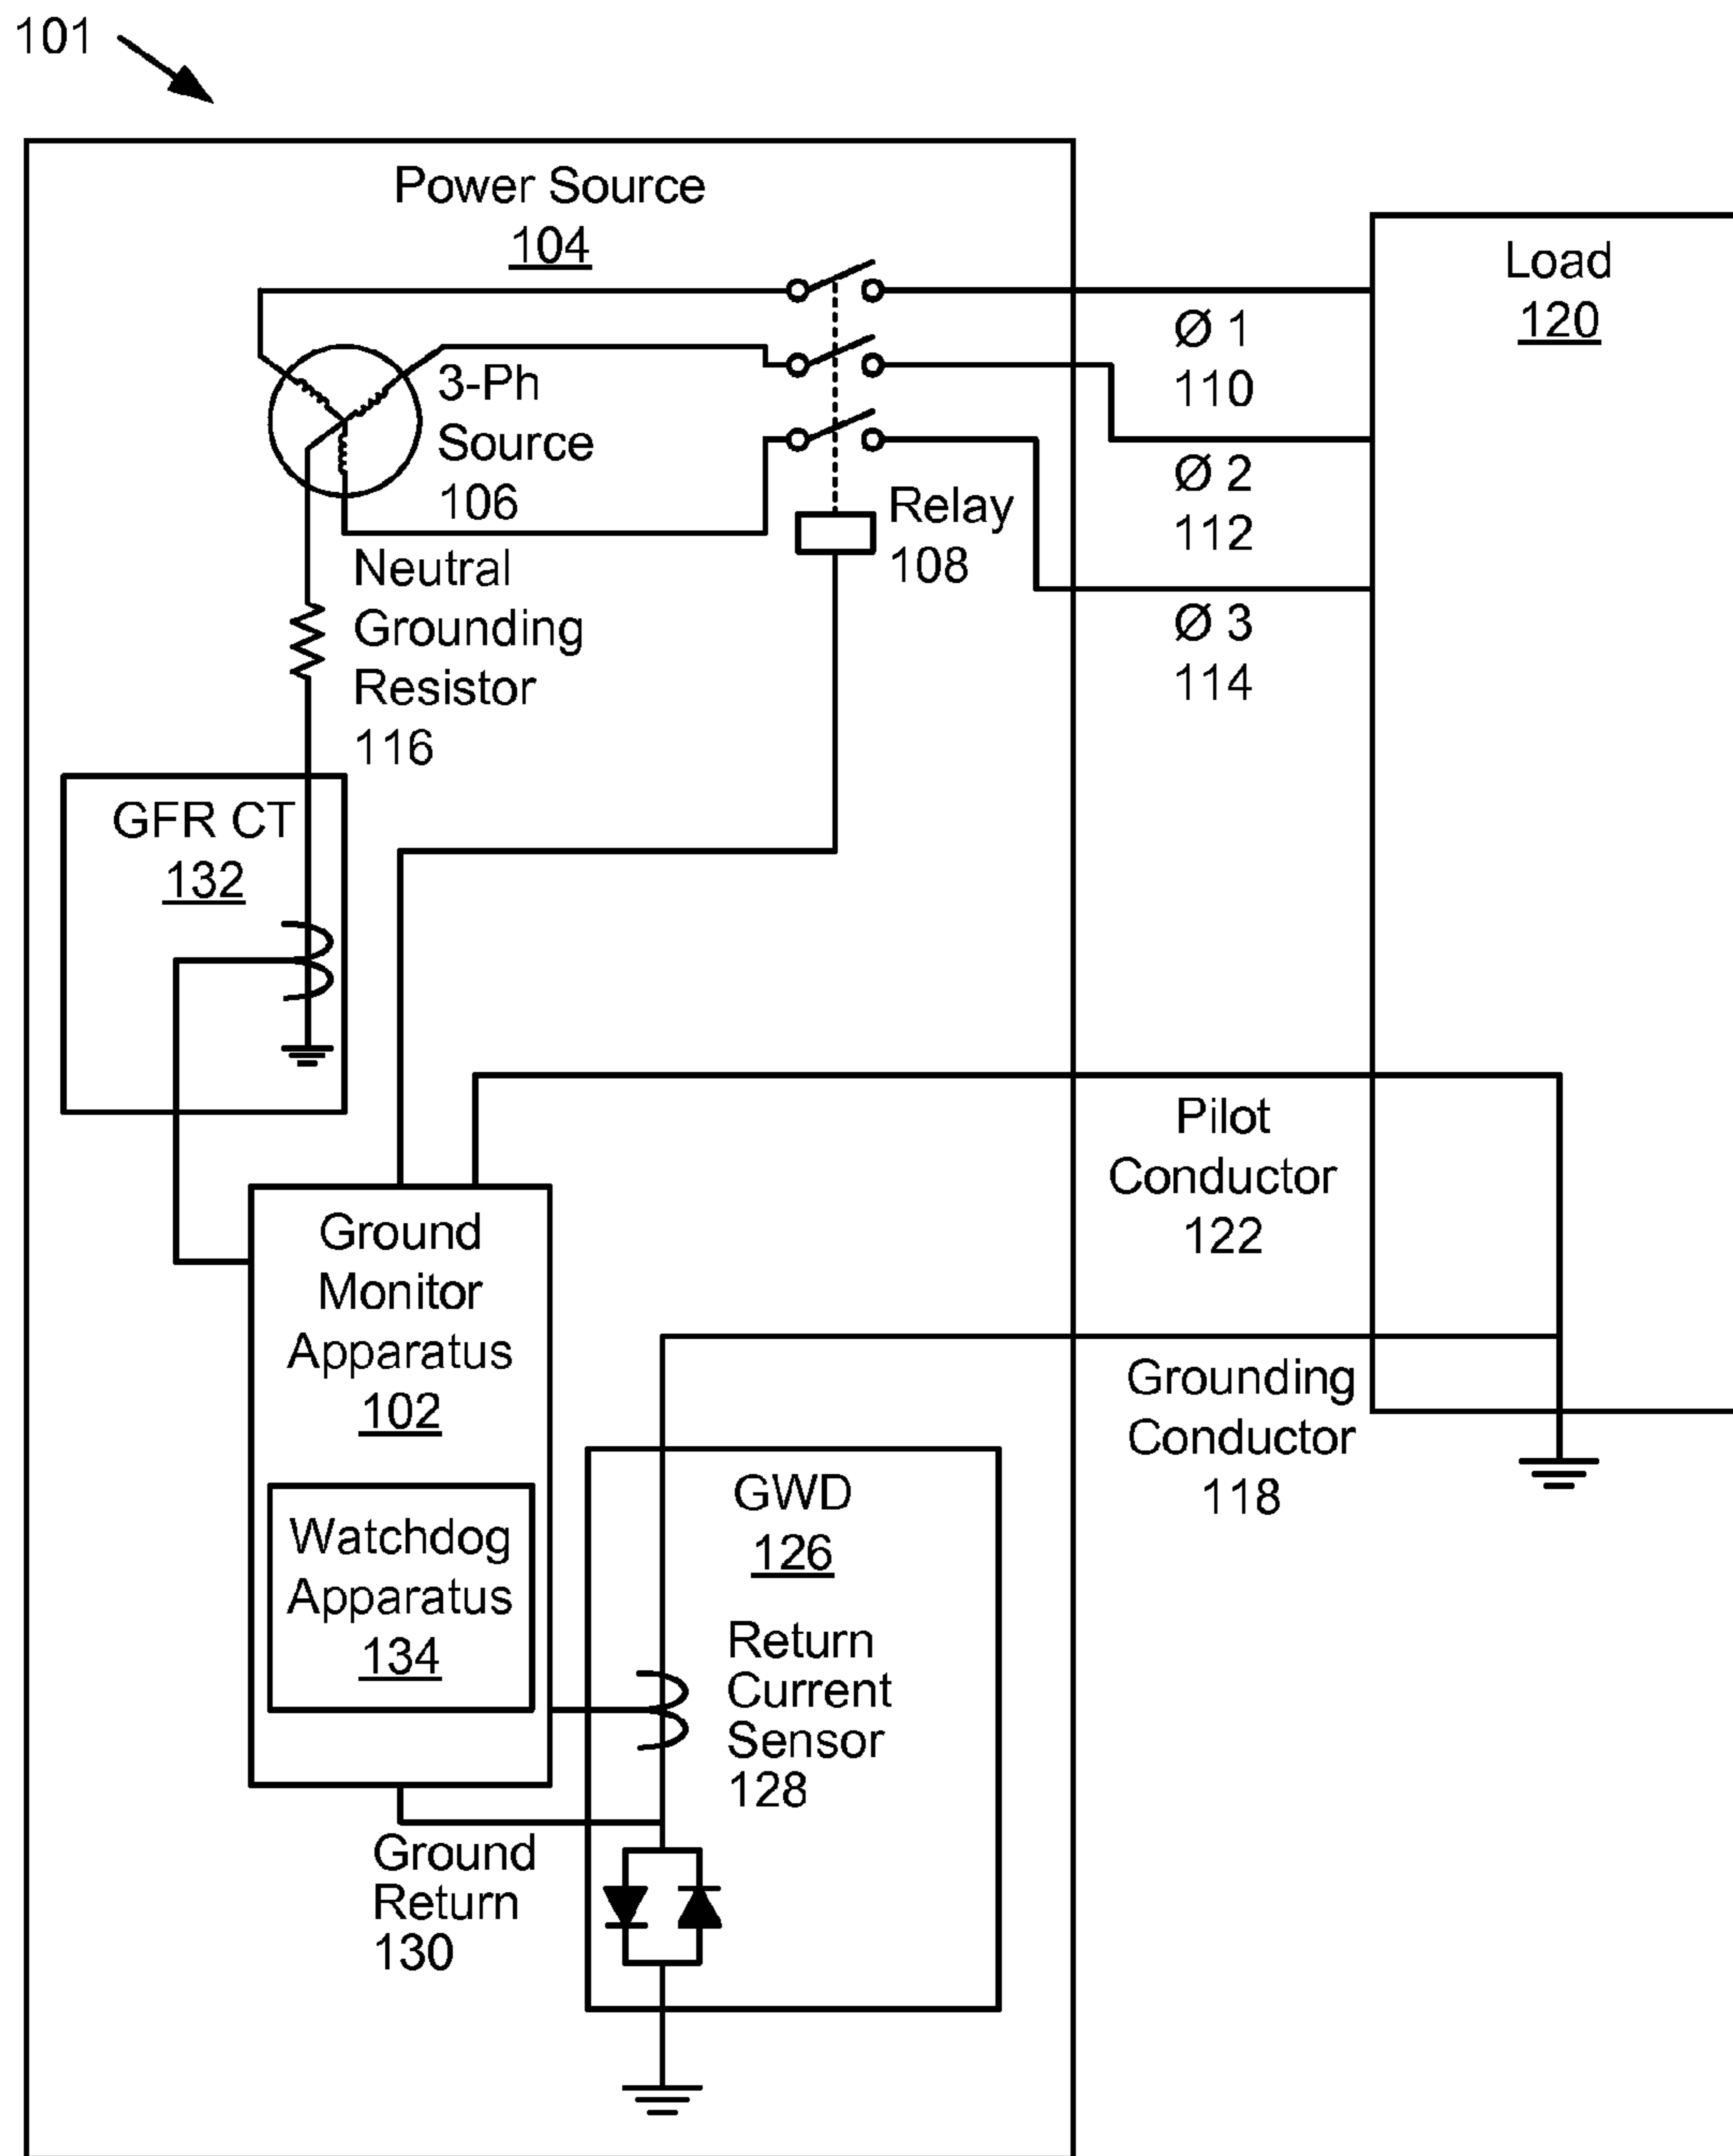 101
Power Source
104
Load
120
Ø 1
110
3-Ph
Source
106
Ø 2
112
Relay
108
Neutral
Grounding
Resistor
116
Ø 3
114
GFR CT
132
Pilot
Conductor
122
Ground
Monitor
Apparatus
102
Grounding
Conductor
118
GWD
126
Watchdog
Apparatus
134
Return
Current
Sensor
128
Ground
Return
130